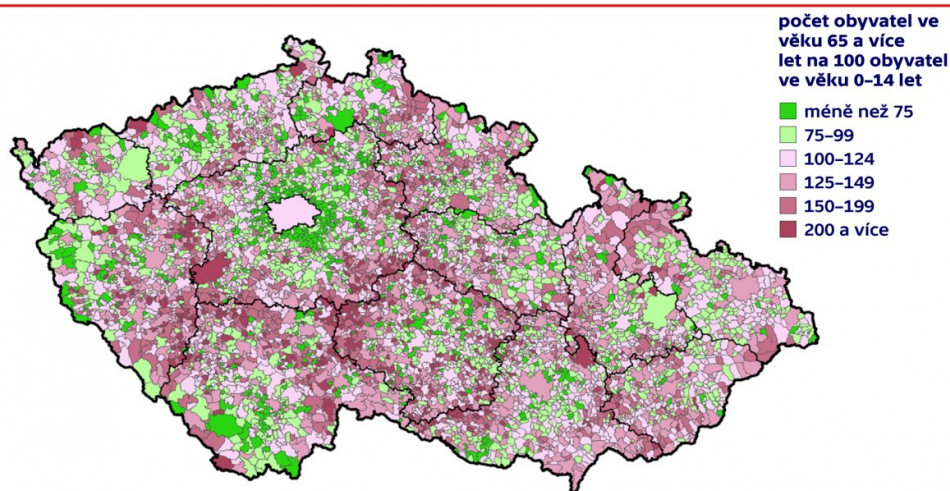 počet obyvatel ve
věku 65 a více
let na 100 obyvatel
ve věku 0–14 let
méně než 75
75–99
100–124
125–149
150–199
200 a více